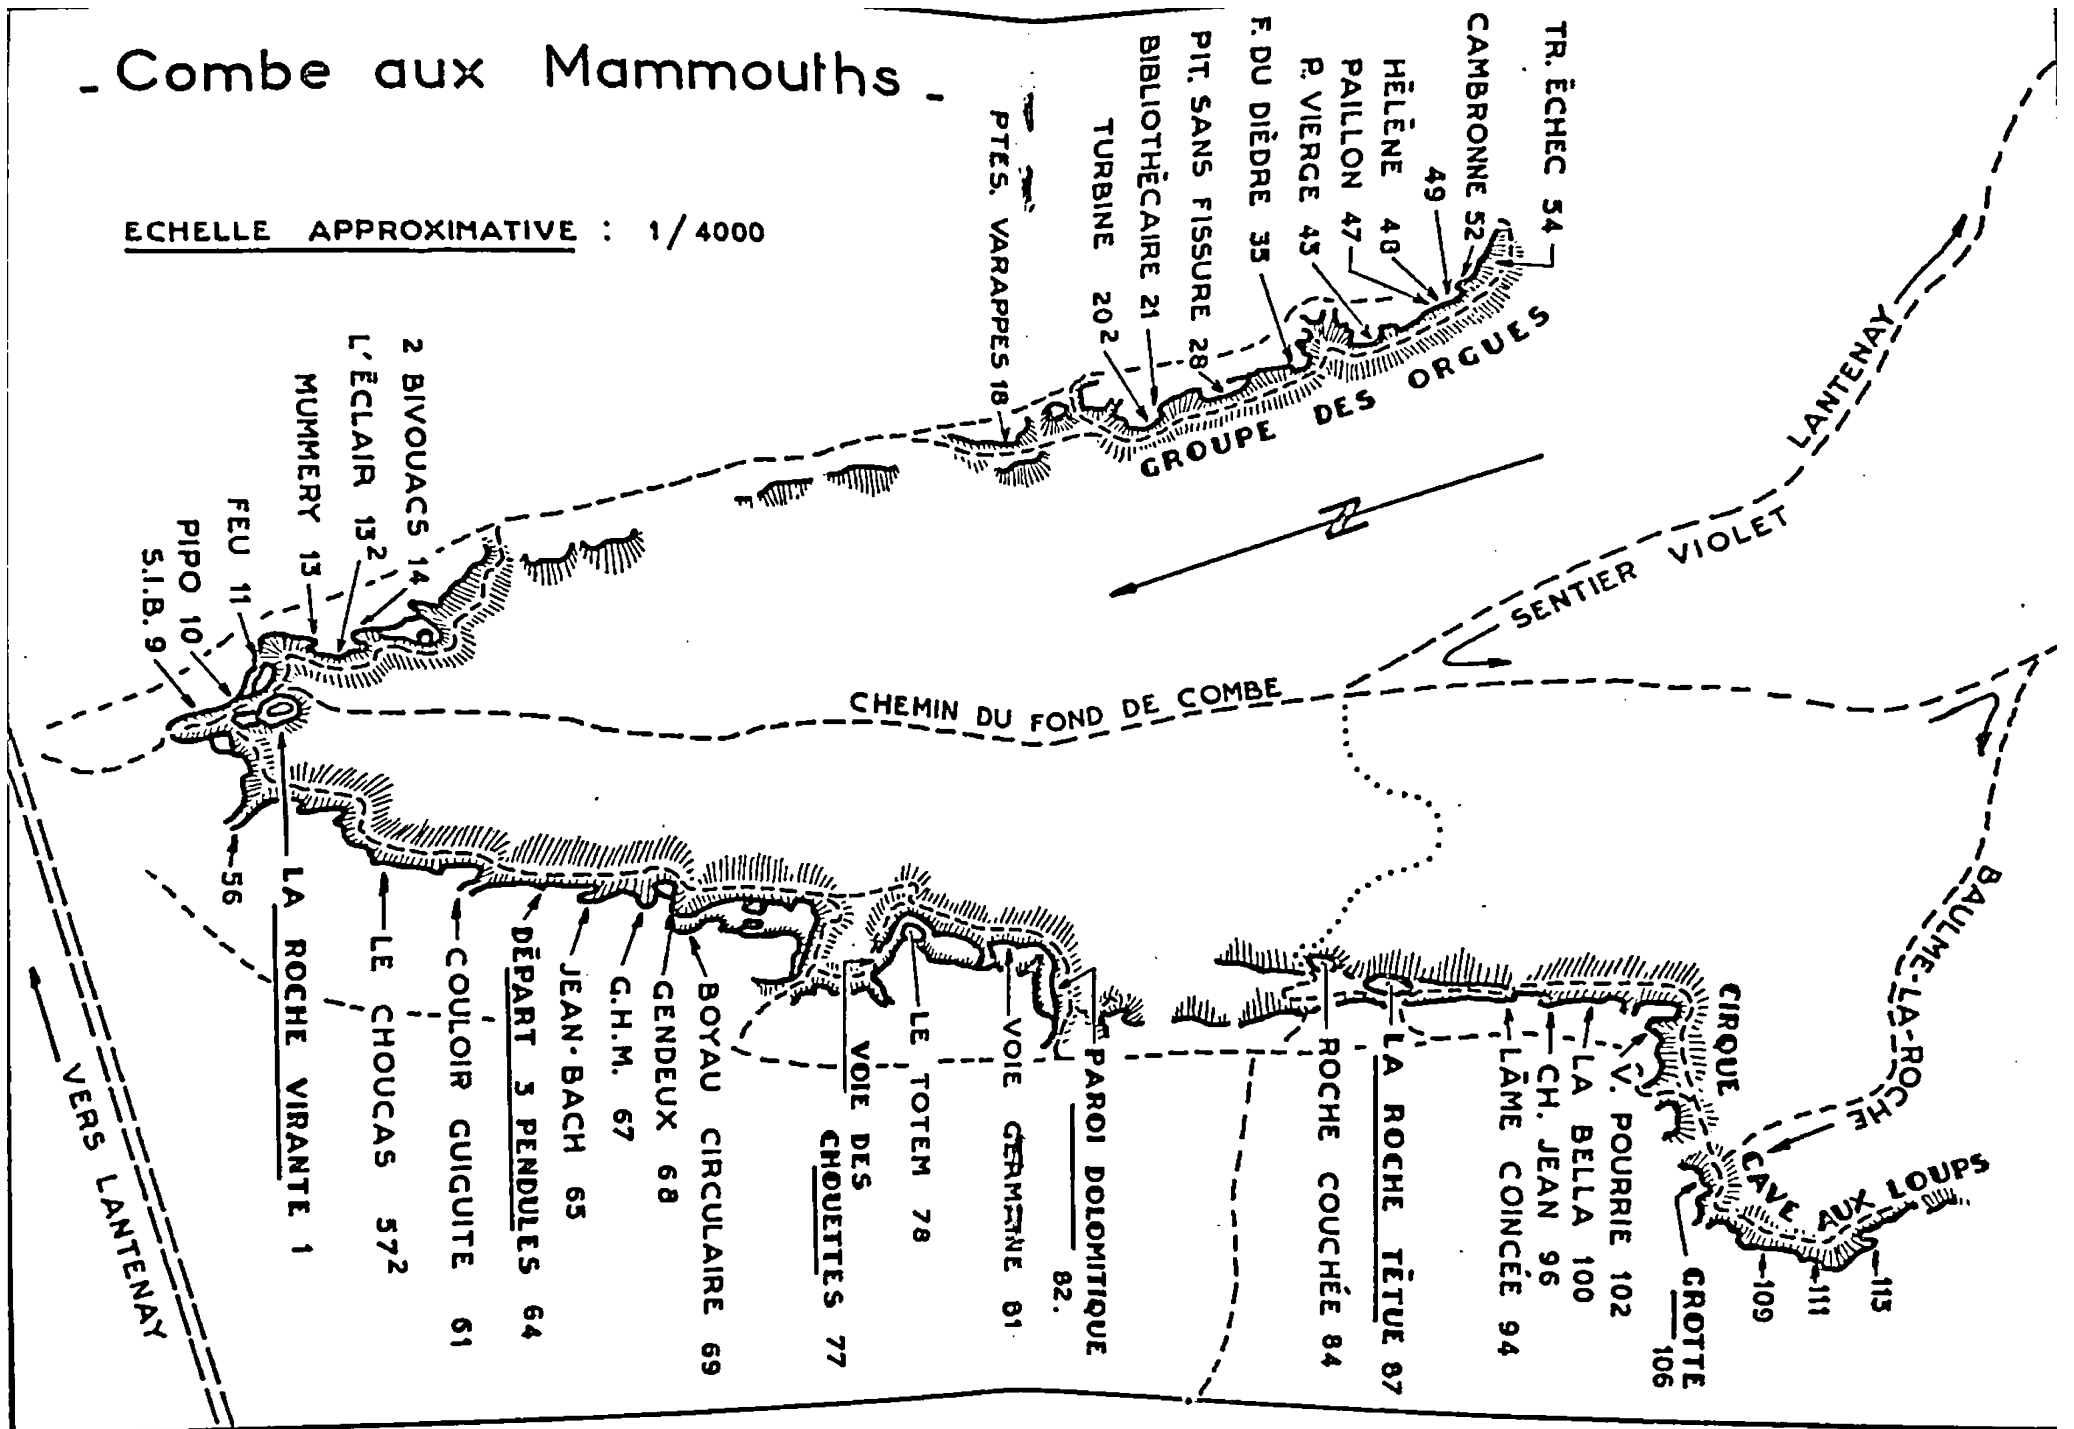 - Combe aux Mammouths -
ECHELLE APPROXIMATIVE : 1/4000
PTES. VARAPPES 18
TURBINE 20²
BIBLIOTHÉCAIRE 21
PIT. SANS FISSURE 28
F. DU DIÈDRE 35
P. VIERGE 45
PAILLON 47
HÉLÈNE 48
49
CAMBRONNE 52
TR. ÉCHEC 54
GROUPE DES ORGUES
LANTENAY
SENTIER VIOLET
N
2 BIVOUACS 14
L'ÉCLAIR 13²
MUMMERY 13
FEU 11
PIPO 10
S.I.B. 9
CHEMIN DU FOND DE COMBE
BAULME-LA-ROCHE
VERS LANTENAY
56
LA ROCHE VIRANTE 1
LE CHOUCAS 57²
COULOIR GUIGUITE 61
DÉPART 3 PENDULES 64
JEAN-BACH 65
G.H.M. 67
GENDEUX 68
BOYAU CIRCULAIRE 69
VOIE DES
CHOUETTES 77
LE TOTEM 78
VOIE GERMAINE 81
PAROI DOLOMITIQUE
82.
ROCHE COUCHÉE 84
LA ROCHE TÊTUE 87
LÂME COINCÉE 94
CH. JEAN 96
LA BELLA 100
V. POURRIE 102
CIRQUE
GROTTE
106
CAVE AUX LOUPS
109
111
113